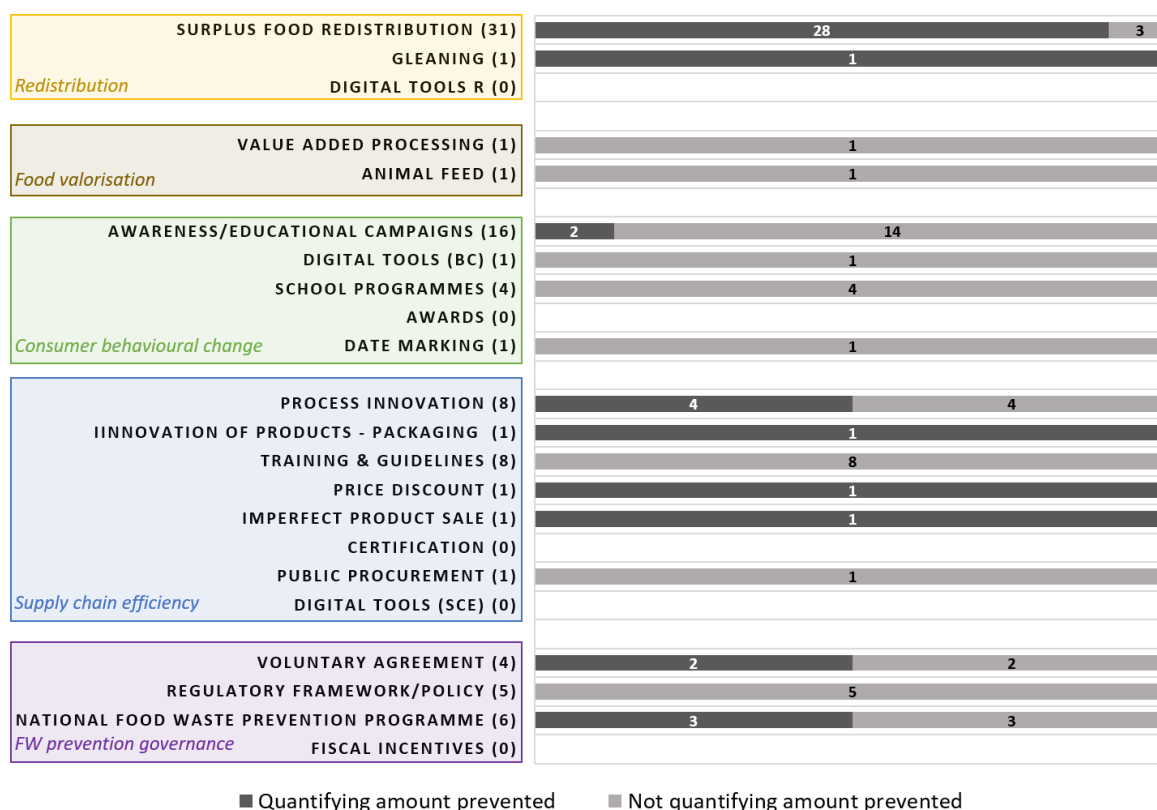 SURPLUS FOOD REDISTRIBUTION (31) 28 3
GLEANING (1) 1
Redistribution DIGITAL TOOLS R (0)
VALUE ADDED PROCESSING (1) 1
Food valorisation ANIMAL FEED (1) 1
AWARENESS/EDUCATIONAL CAMPAIGNS (16) 2 14
DIGITAL TOOLS (BC) (1) 1
SCHOOL PROGRAMMES (4) 4
AWARDS (0)
Consumer behavioural change DATE MARKING (1) 1
PROCESS INNOVATION (8) 4 4
IINNOVATION OF PRODUCTS - PACKAGING (1) 1
TRAINING & GUIDELINES (8) 8
PRICE DISCOUNT (1) 1
IMPERFECT PRODUCT SALE (1) 1
CERTIFICATION (0)
PUBLIC PROCUREMENT (1) 1
Supply chain efficiency DIGITAL TOOLS (SCE) (0)
VOLUNTARY AGREEMENT (4) 2 2
REGULATORY FRAMEWORK/POLICY (5) 5
NATIONAL FOOD WASTE PREVENTION PROGRAMME (6) 3 3
FW prevention governance FISCAL INCENTIVES (0)
Quantifying amount prevented Not quantifying amount prevented